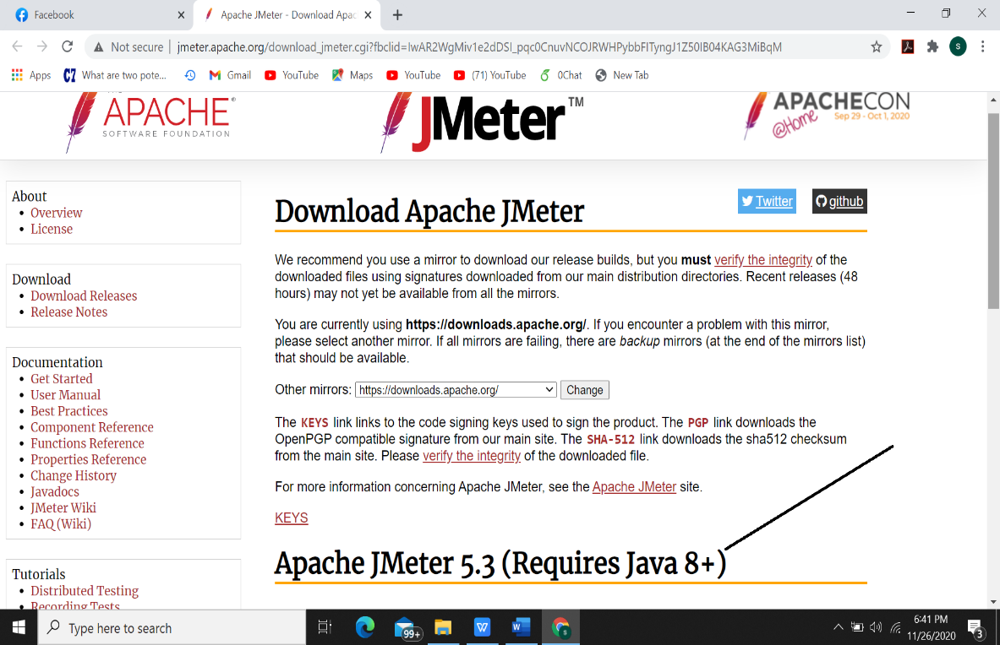 Facebook
Apache JMeter - Download Apac
Not secure
jmeter.apache.org/download_jmeter.cgi?fbclid=IwAR2WgMiv1e2dDSI_pqc0CnuvNCOJRWHPybbFITyngJ1Z50IB04KAG3MiBqM
S
Apps
What are two pote...
Gmail
YouTube
Maps
YouTube
(71) YouTube
0Chat
New Tab
APACHE®
SOFTWARE FOUNDATION
JMeter™
APACHECON
@Home
Sep 29 - Oct 1, 2020
About
Overview
License
Download
Download Releases
Release Notes
Documentation
Get Started
User Manual
Best Practices
Component Reference
Functions Reference
Properties Reference
Change History
Javadocs
JMeter Wiki
FAQ (Wiki)
Tutorials
Distributed Testing
Recording Tests
Download Apache JMeter
Twitter
github
We recommend you use a mirror to download our release builds, but you must verify the integrity of the
downloaded files using signatures downloaded from our main distribution directories. Recent releases (48
hours) may not yet be available from all the mirrors.
You are currently using https://downloads.apache.org/. If you encounter a problem with this mirror,
please select another mirror. If all mirrors are failing, there are backup mirrors (at the end of the mirrors list)
that should be available.
Other mirrors: https://downloads.apache.org/ Change
The KEYS link links to the code signing keys used to sign the product. The PGP link downloads the
OpenPGP compatible signature from our main site. The SHA-512 link downloads the sha512 checksum
from the main site. Please verify the integrity of the downloaded file.
For more information concerning Apache JMeter, see the Apache JMeter site.
KEYS
Apache JMeter 5.3 (Requires Java 8+)
Type here to search
99+
6:41 PM
11/26/2020
3